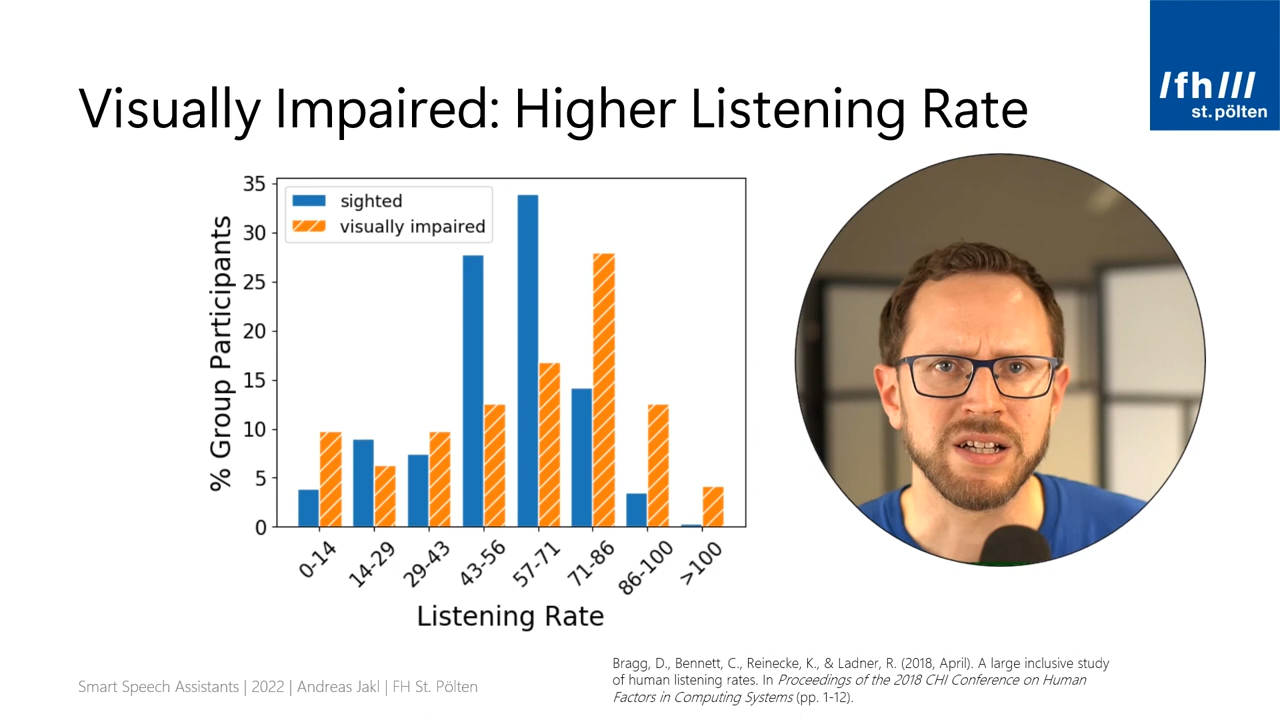 /fh///
st.pölten
Visually Impaired: Higher Listening Rate
35
30
25
20
15
10
5
0
% Group Participants
sighted
visually impaired
0-14
14-29
29-43
43-56
57-71
71-86
86-100
>100
Listening Rate
Bragg, D., Bennett, C., Reinecke, K., & Ladner, R. (2018, April). A large inclusive study
of human listening rates. In Proceedings of the 2018 CHI Conference on Human
Factors in Computing Systems (pp. 1-12).
Smart Speech Assistants | 2022 | Andreas Jakl | FH St. Pölten